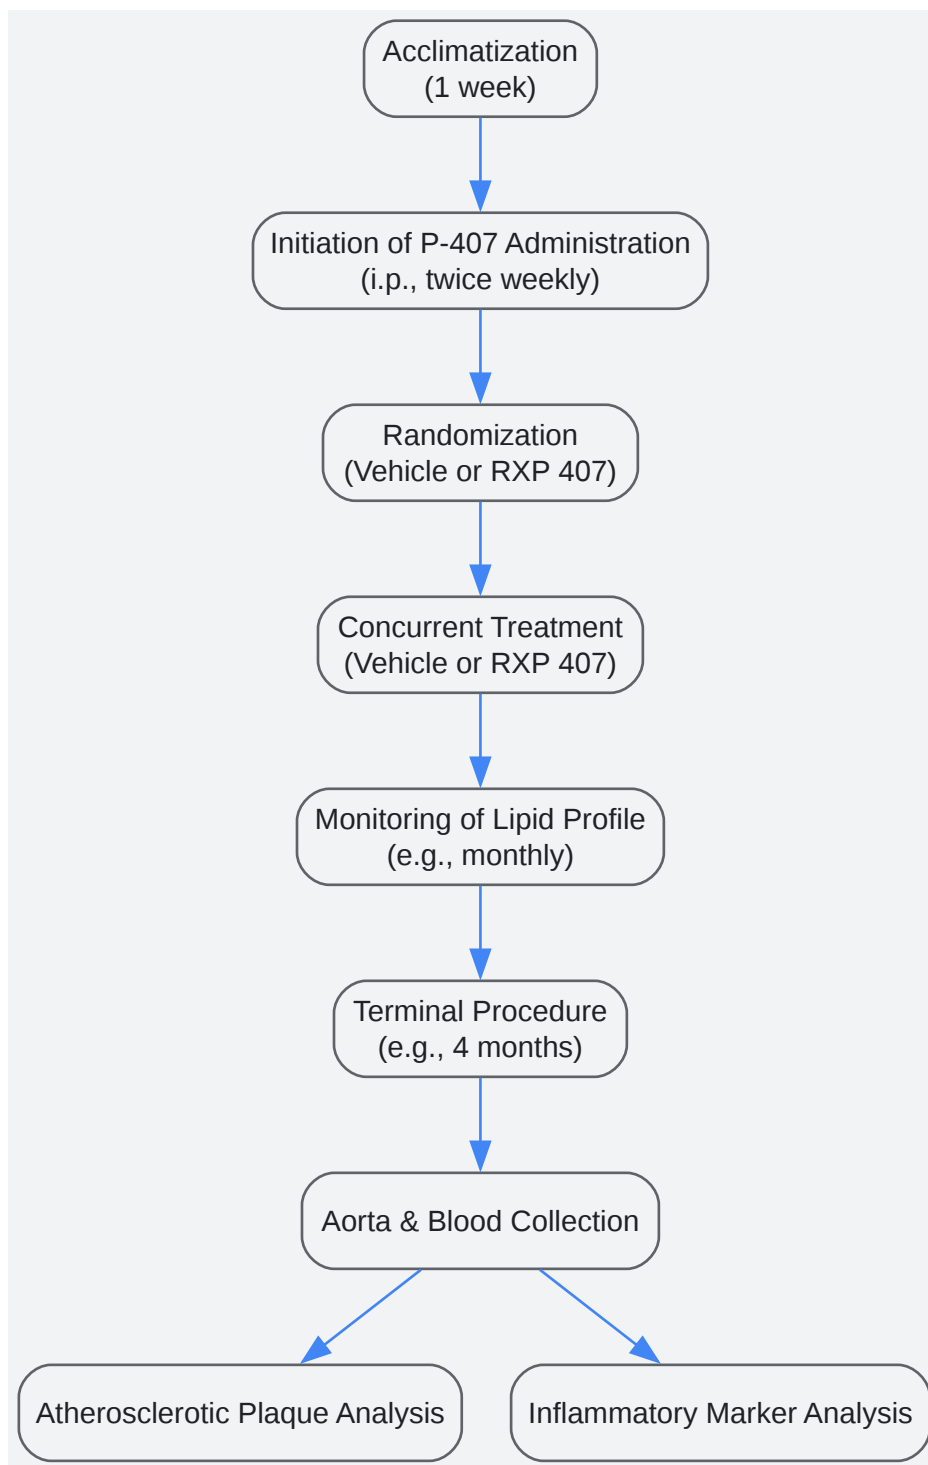 Acclimatization
(1 week)
Initiation of P-407 Administration
(i.p., twice weekly)
Randomization
(Vehicle or RXP 407)
Concurrent Treatment
(Vehicle or RXP 407)
Monitoring of Lipid Profile
(e.g., monthly)
Terminal Procedure
(e.g., 4 months)
Aorta & Blood Collection
Atherosclerotic Plaque Analysis
Inflammatory Marker Analysis